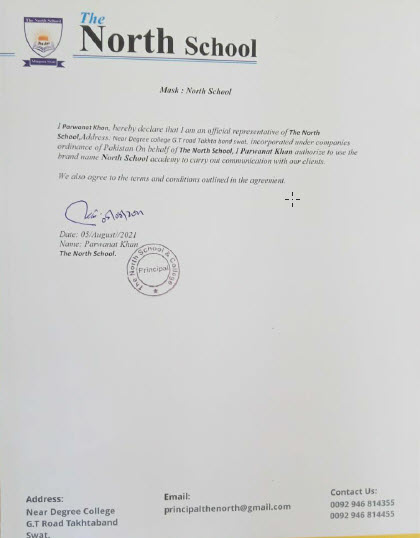 The North School
The
North School
Mask : North School
I Parwanat Khan, hereby declare that I am an official representative of The North
School,Address. Near Degree college G.T road Takhta band swat, incorporated under companies
ordinance of Pakistan On behalf of The North School, I Parwanat Khan authorize to use the
brand name North School academy to carry out communication with our clients.
We also agree to the terms and conditions outlined in the agreement.
Date: 05/August//2021
Name: Parwanat Khan
The North School.
The North School & College
Principal
Address:
Near Degree College
G.T Road Takhtaband
Swat.
Email:
principalthenorth@gmail.com
Contact Us:
0092 946 814355
0092 946 814455